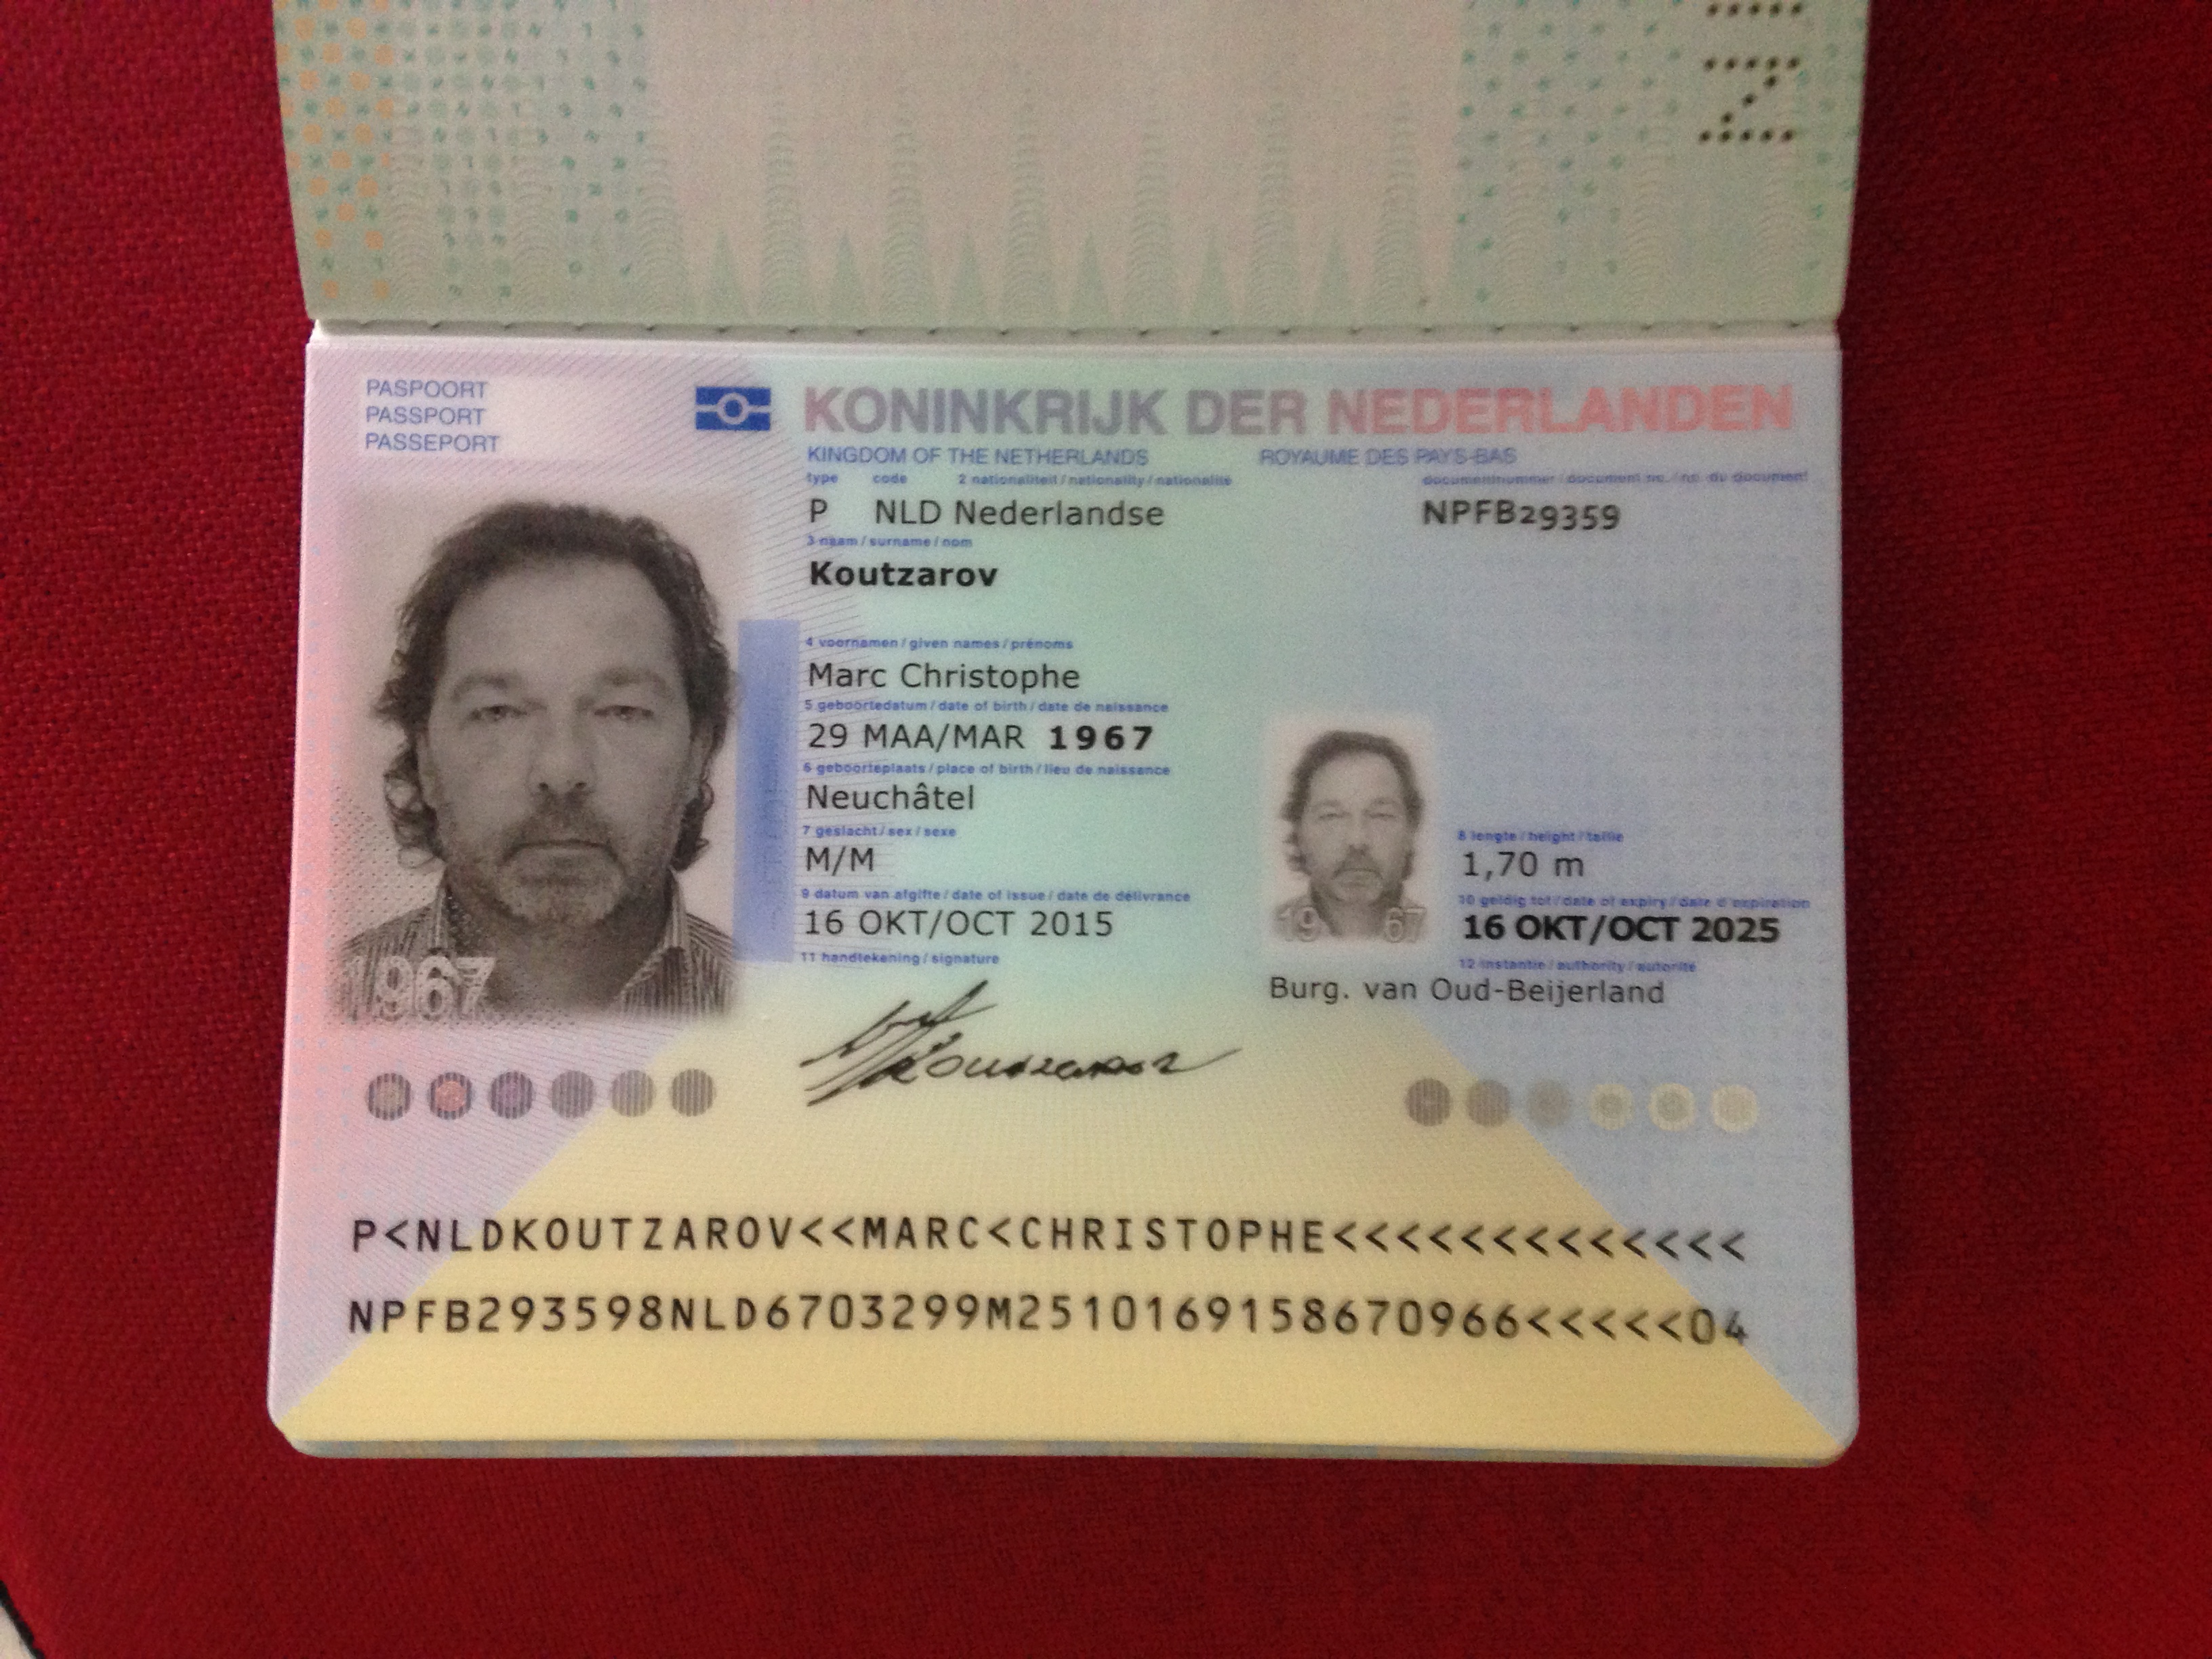 PASPOORT
PASSPORT
PASSEPORT
KONINKRIJK DER NEDERLANDEN
KINGDOM OF THE NETHERLANDS ROYAUME DES PAYS-BAS
type code 2 nationaliteit / nationality / nationalité documentnummer / document no. / no. du document
P NLD Nederlandse NPFB29359
3 naam / surname / nom
Koutzarov
4 voornamen / given names / prénoms
Marc Christophe
5 geboortedatum / date of birth / date de naissance
29 MAA/MAR 1967
6 geboorteplaats / place of birth / lieu de naissance
Neuchâtel
7 geslacht / sex / sexe 8 lengte / height / taille
M/M 1,70 m
9 datum van afgifte / date of issue / date de délivrance 10 geldig tot / date of expiry / date d'expiration
16 OKT/OCT 2015 16 OKT/OCT 2025
11 handtekening / signature 12 instantie / authority / autorité
Burg. van Oud-Beijerland
1967
19 67
Koutzarov
P<NLDKOUTZAROV<<MARC<CHRISTOPHE<<<<<<<<<<<<<
NPFB293598NLD6703299M2510169158670966<<<<<04